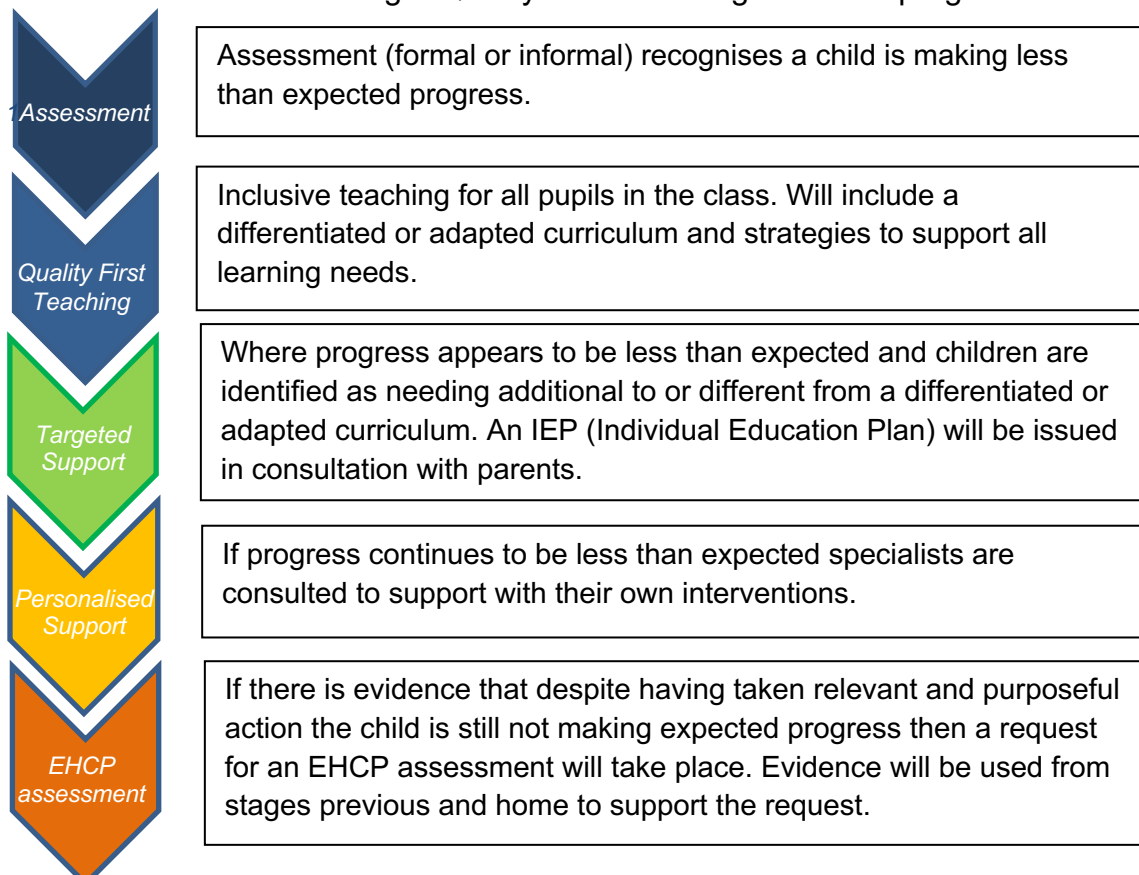 Assessment
Assessment (formal or informal) recognises a child is making less
than expected progress.
Quality First
Teaching
Inclusive teaching for all pupils in the class. Will include a
differentiated or adapted curriculum and strategies to support all
learning needs.
Targeted
Support
Where progress appears to be less than expected and children are
identified as needing additional to or different from a differentiated or
adapted curriculum. An IEP (Individual Education Plan) will be issued
in consultation with parents.
Personalised
Support
If progress continues to be less than expected specialists are
consulted to support with their own interventions.
EHCP
assessment
If there is evidence that despite having taken relevant and purposeful
action the child is still not making expected progress then a request
for an EHCP assessment will take place. Evidence will be used from
stages previous and home to support the request.